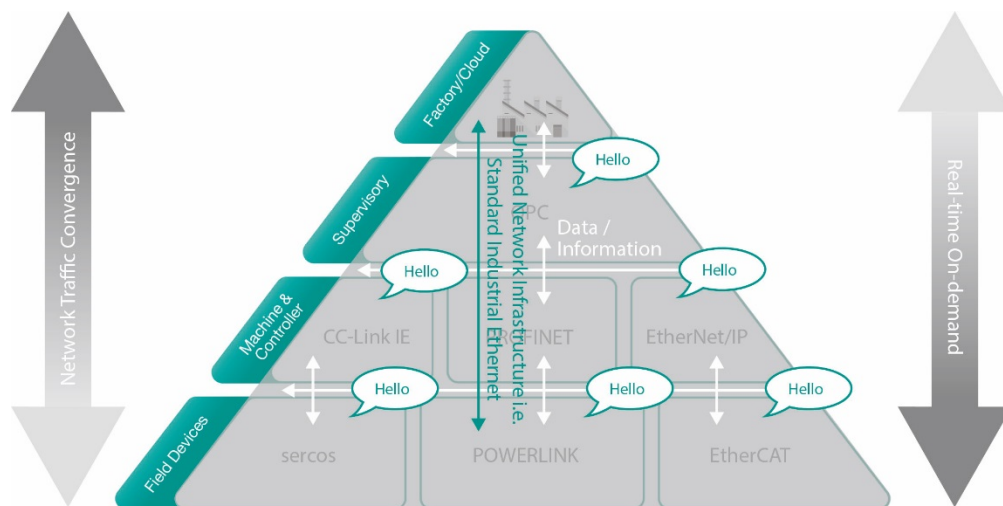 Factory/Cloud
Hello
Unified Network Infrastructure i.e.
Standard Industrial Ethernet
Network Traffic Convergence
Real-time On-demand
Supervisory
Data /
Information
Hello
Hello
Machine &
Controller
CC-Link IE
EtherNet/IP
Hello
Hello
Hello
Field Devices
sercos
POWERLINK
EtherCAT